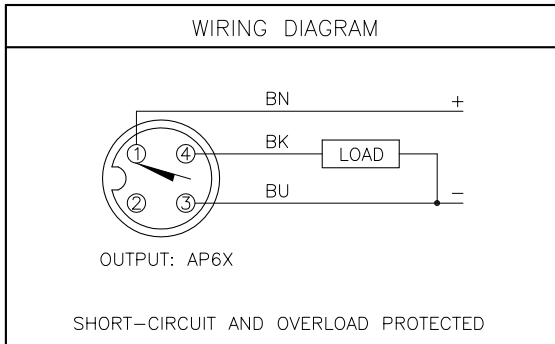 WIRING DIAGRAM
BN +
1 4 BK LOAD
2 3 BU −
OUTPUT: AP6X
SHORT−CIRCUIT AND OVERLOAD PROTECTED